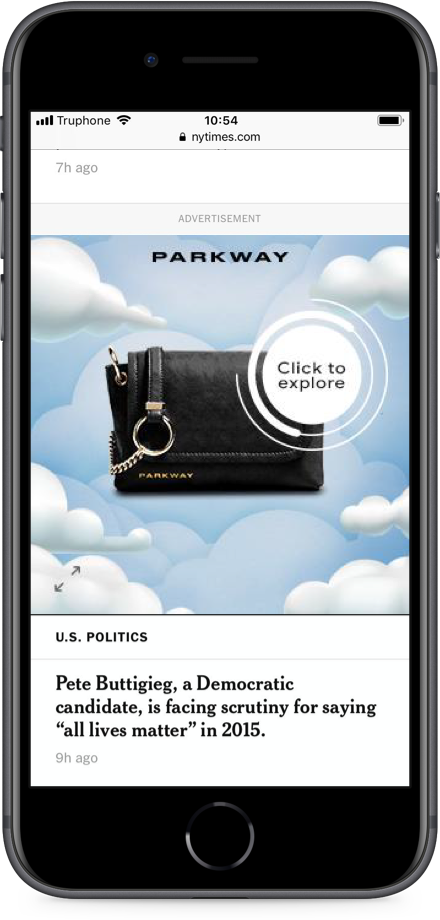 Truphone 10:54
nytimes.com
7h ago
ADVERTISEMENT
PARKWAY
Click to
explore
PARKWAY
U.S. POLITICS
Pete Buttigieg, a Democratic
candidate, is facing scrutiny for saying
“all lives matter” in 2015.
9h ago